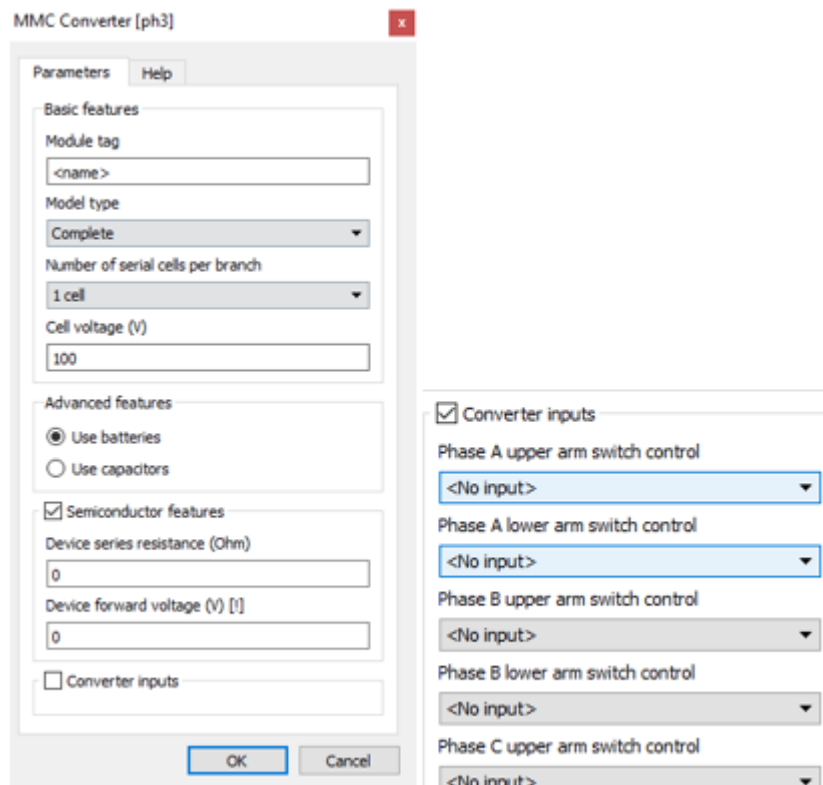 MMC Converter [ph3]
x
Parameters
Help
Basic features
Module tag
<name>
Model type
Complete
Number of serial cells per branch
1 cell
Cell voltage (V)
100
Advanced features
Use batteries
Use capacitors
Semiconductor features
Device series resistance (Ohm)
0
Device forward voltage (V) [!]
0
Converter inputs
OK
Cancel
Converter inputs
Phase A upper arm switch control
<No input>
Phase A lower arm switch control
<No input>
Phase B upper arm switch control
<No input>
Phase B lower arm switch control
<No input>
Phase C upper arm switch control
<No input>